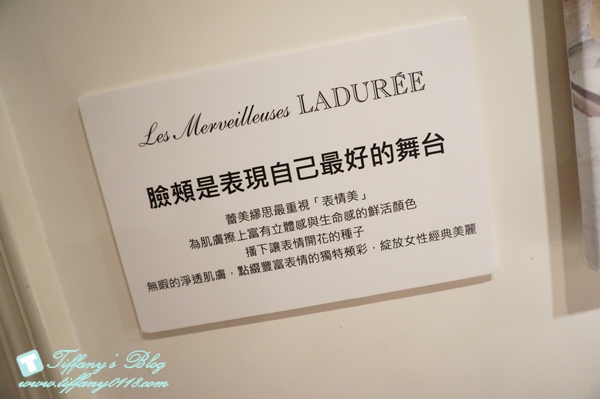 Les Merveilleuses LADURÉE
臉頰是表現自己最好的舞台
蕾美繆思最重視「表情美」
為肌膚擦上富有立體感與生命感的鮮活顏色
播下讓表情開花的種子
無暇的淨透肌膚，點綴豐富表情的獨特頰彩，綻放女性經典美麗
T Tiffany's Blog
www.tiffany0118.com